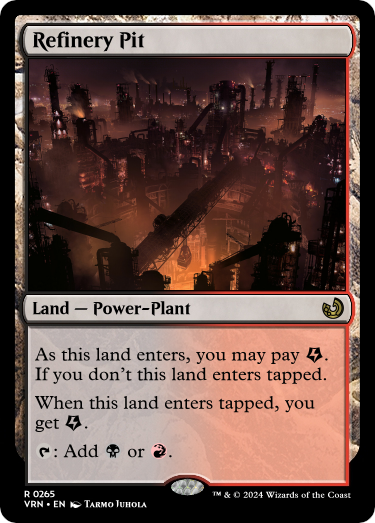 Refinery Pit
Land — Power-Plant
As this land enters, you may pay .
If you don't this land enters tapped.
When this land enters tapped, you
get .
: Add or .
R 0265
VRN • EN Tarmo Juhola
™ & © 2024 Wizards of the Coast